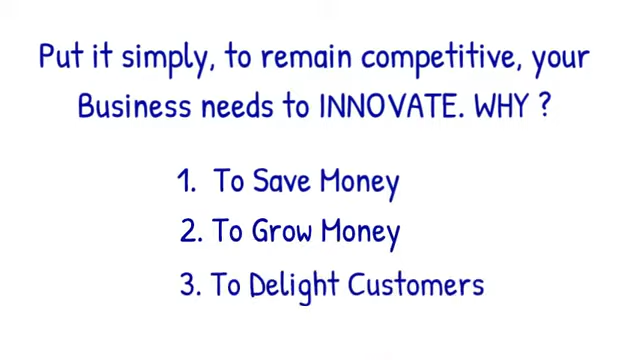 Put it simply, to remain competitive, your
Business needs to INNOVATE. WHY ?
1. To Save Money
2. To Grow Money
3. To Delight Customers